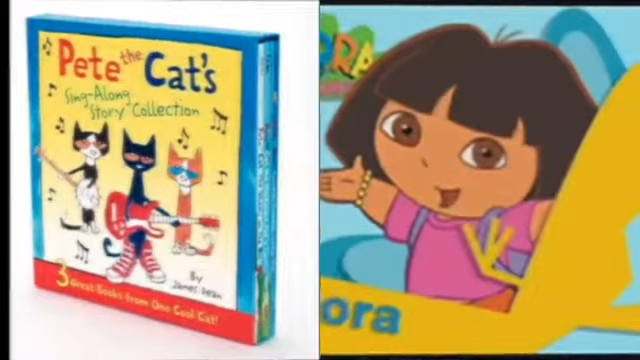 Pete the Cat's
Sing-Along
Story Collection
By
James Dean
3 Great Books from One Cool Cat!
ora